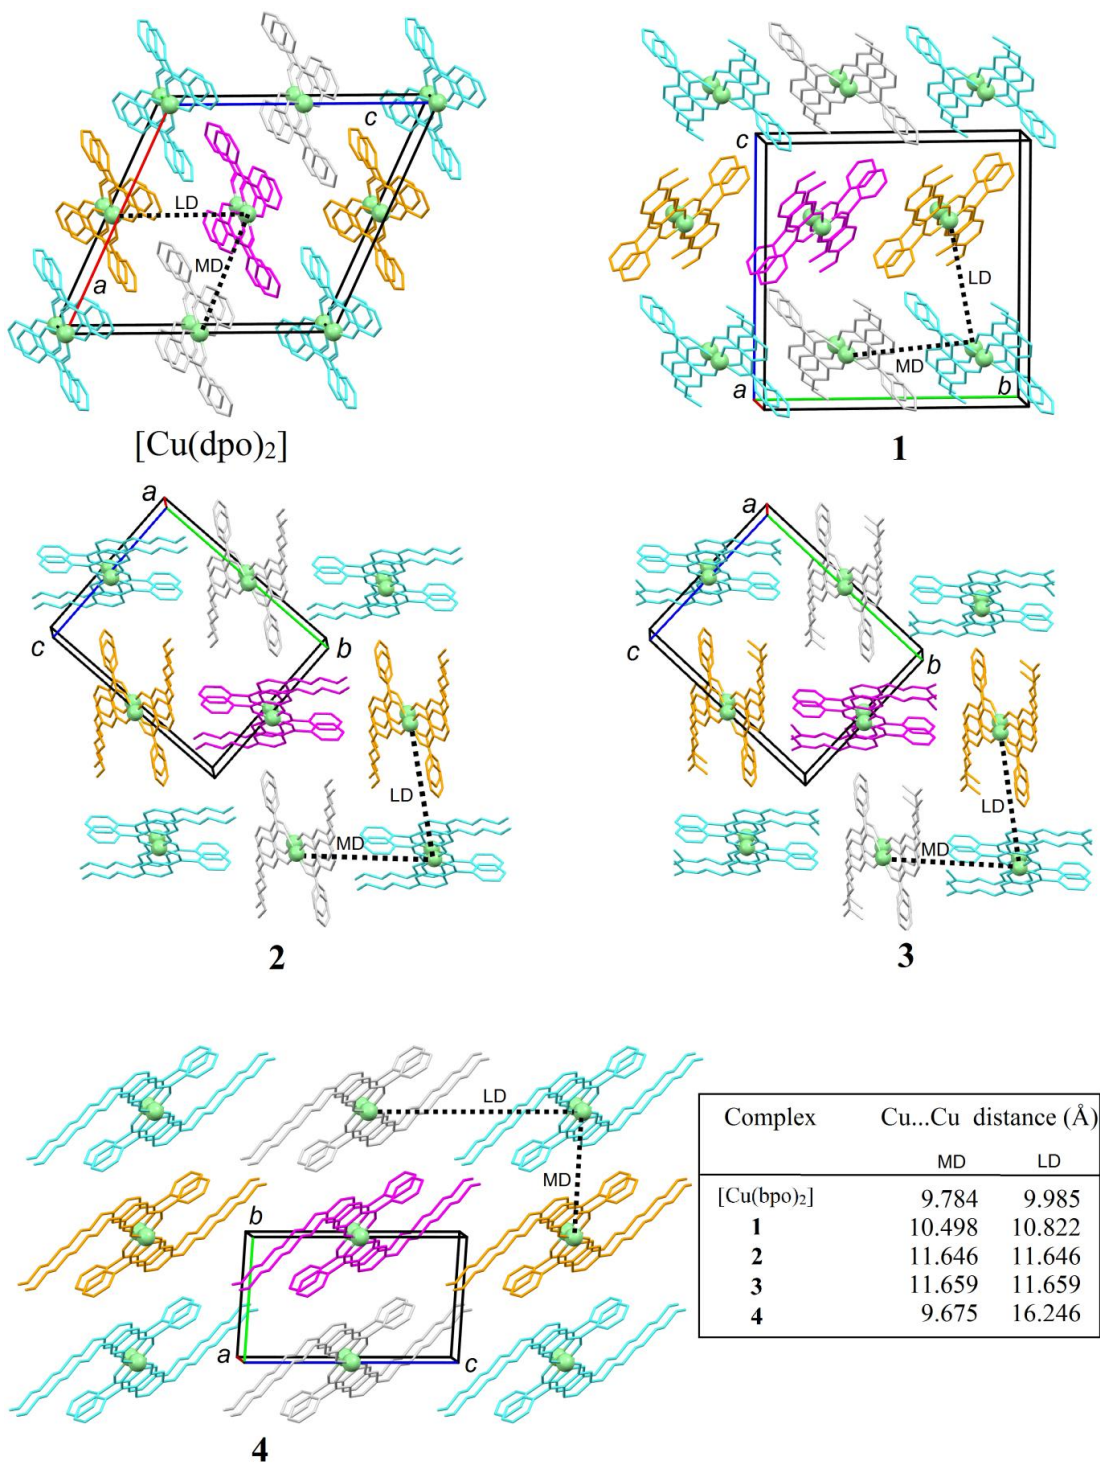 c
LD
MD
a
[Cu(dpo)₂]
c
LD
MD
a
b
1
a
c
b
LD
MD
2
a
c
b
LD
MD
3
LD
MD
b
a
c
4
Complex Cu...Cu distance (Å)
MD LD
[Cu(bpo)₂] 9.784 9.985
1 10.498 10.822
2 11.646 11.646
3 11.659 11.659
4 9.675 16.246